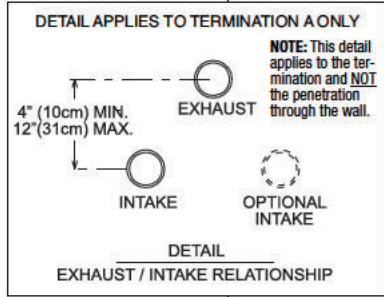 DETAIL APPLIES TO TERMINATION A ONLY
NOTE: This detail
applies to the ter-
mination and NOT
the penetration
through the wall.
EXHAUST
4" (10cm) MIN.
12"(31cm) MAX.
INTAKE
OPTIONAL
INTAKE
DETAIL
EXHAUST / INTAKE RELATIONSHIP